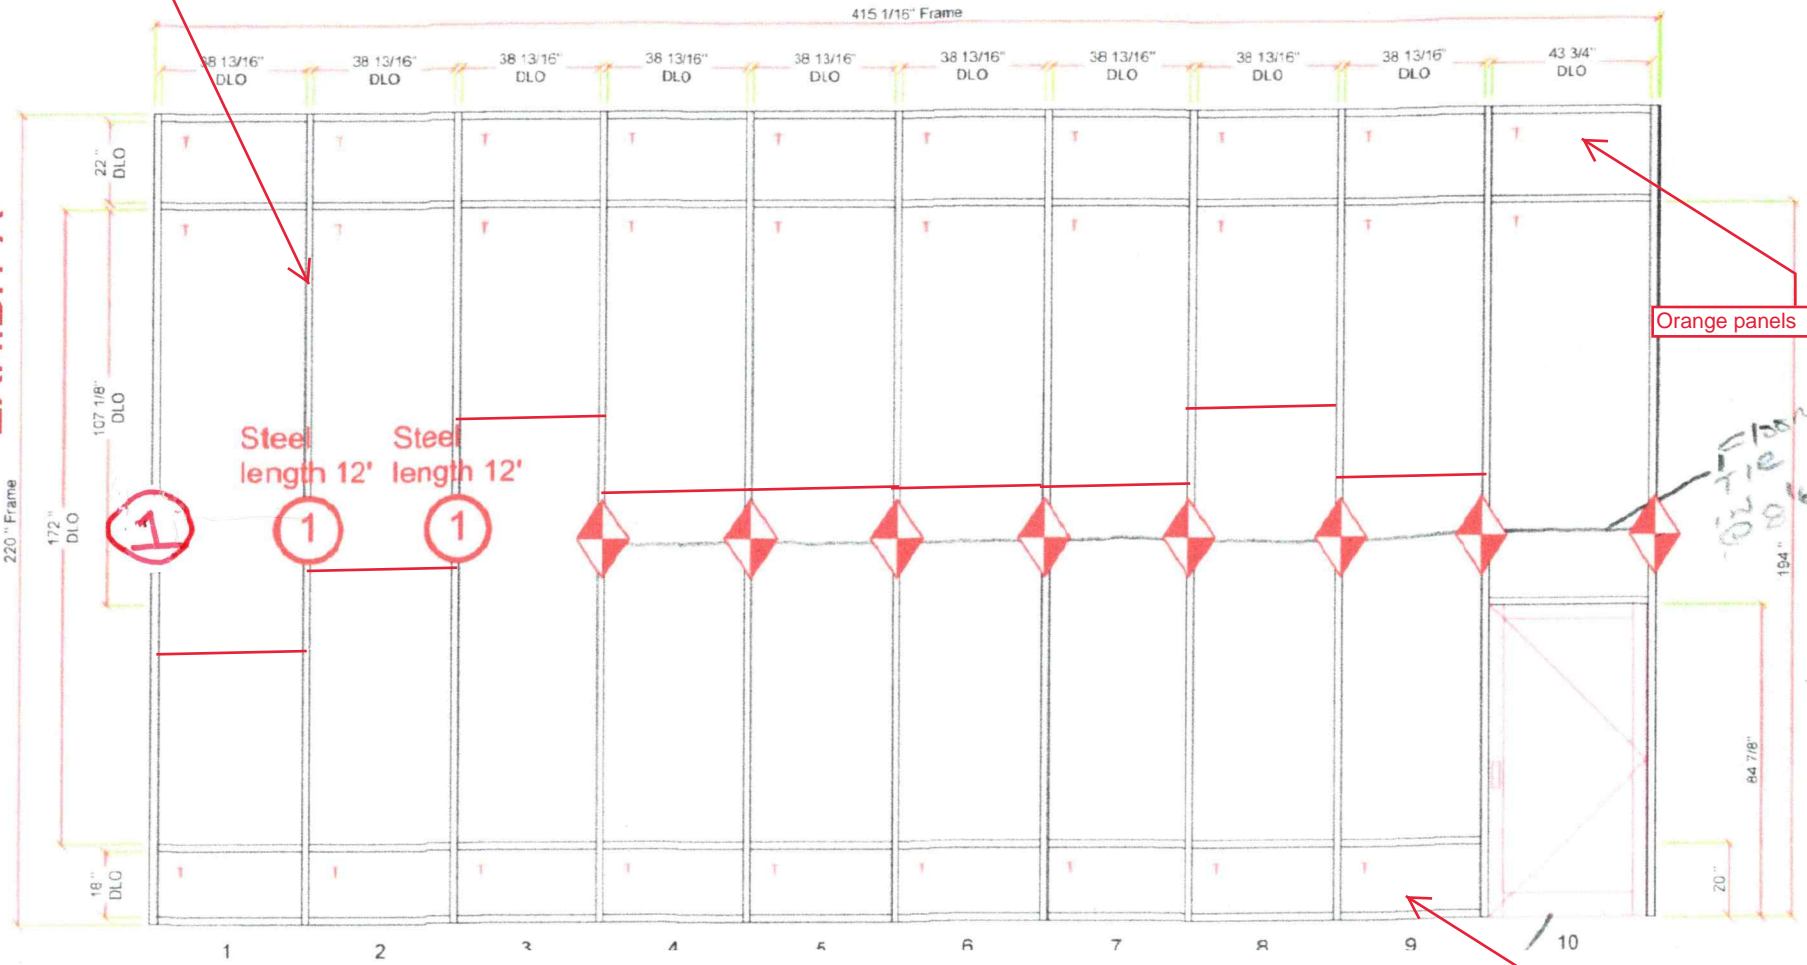 415 1/16" Frame
38 13/16" 38 13/16" 38 13/16" 38 13/16" 38 13/16" 38 13/16" 38 13/16" 38 13/16" 38 13/16" 43 3/4"
DLO DLO DLO DLO DLO DLO DLO DLO DLO DLO
T T T T T T T T T T
22"
DLO
T T T T T T T T T T
Orange panels
107 1/8"
DLO
Steel Steel
length 12' length 12'
Floor
Tie
220" Frame
172"
DLO
1 1 1
194"
84 7/8"
18"
DLO
T T T T T T T T T
20"
1 2 3 4 5 6 7 8 9 10